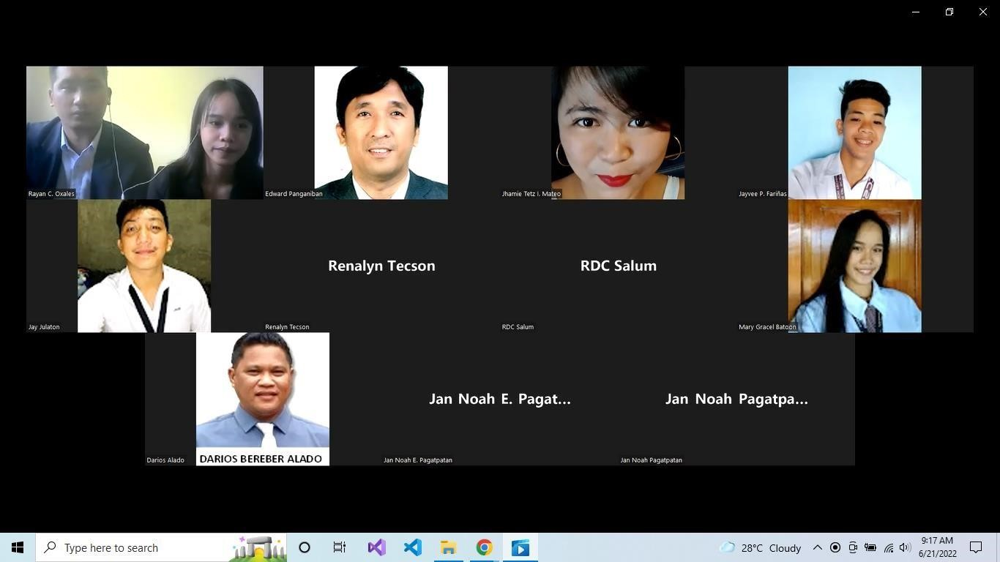 Rayan C. Oxales
Edward Panganiban
Jhamie Tetz I. Mateo
Jayvee P. Fariñas
Renalyn Tecson
RDC Salum
Jay Julaton
Renalyn Tecson
RDC Salum
Mary Gracel Batoon
DARIOS BEREBER ALADO
Jan Noah E. Pagat...
Jan Noah Pagatpa...
Darios Alado
Jan Noah E. Pagatpatan
Jan Noah Pagatpatan
Type here to search
28°C Cloudy
9:17 AM
6/21/2022